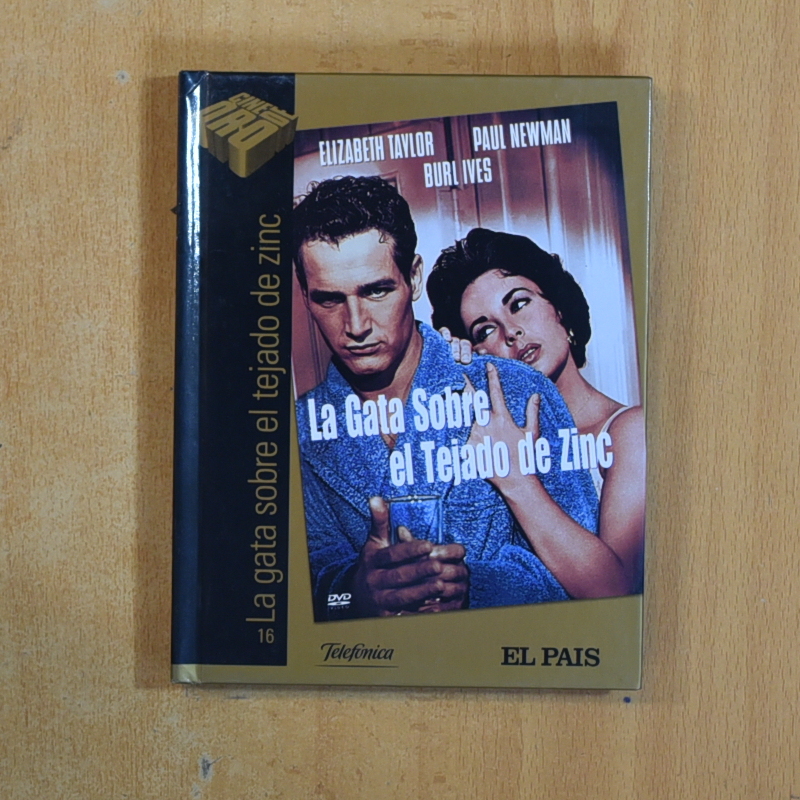 CINE DE
ORO
La gata sobre el tejado de zinc
16
ELIZABETH TAYLOR PAUL NEWMAN
BURL IVES
La Gata Sobre
el Tejado de Zinc
DVD
VIDEO
Telefónica
EL PAIS